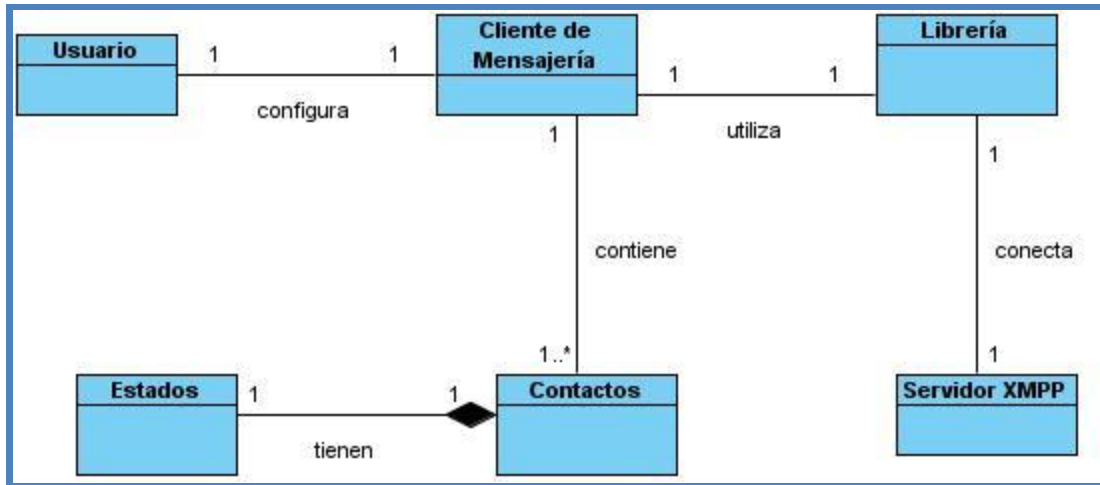 Usuario
1
1
configura
Cliente de
Mensajería
1
1
utiliza
Librería
1
contiene
1..*
1
conecta
1
Estados
1
1
tienen
Contactos
Servidor XMPP